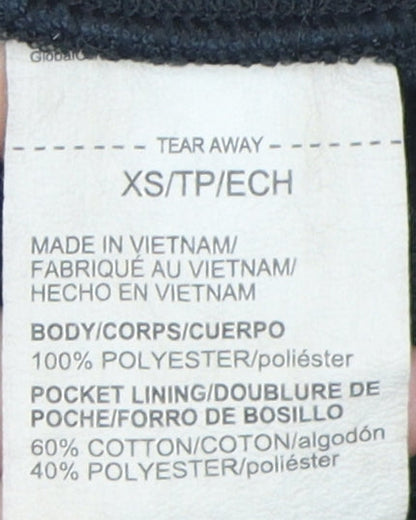 TEAR AWAY
XS/TP/ECH
MADE IN VIETNAM/
FABRIQUÉ AU VIETNAM/
HECHO EN VIETNAM
BODY/CORPS/CUERPO
100% POLYESTER/poliéster
POCKET LINING/DOUBLURE DE
POCHE/FORRO DE BOSILLO
60% COTTON/COTON/algodón
40% POLYESTER/poliéster